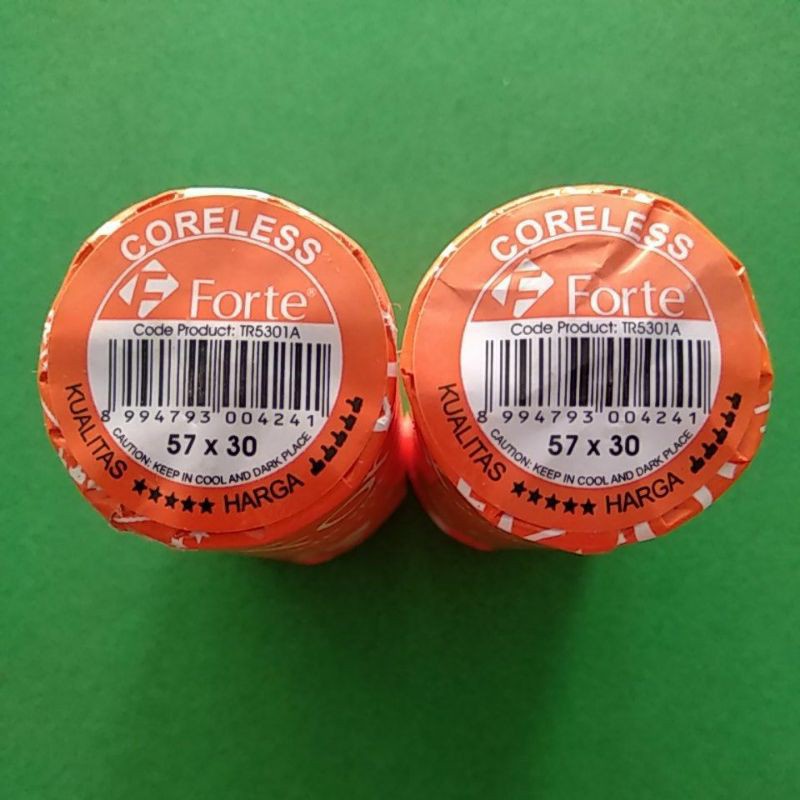 CORELESS
Forte®
Code Product: TR5301A
8 994793 004241
57 x 30
CAUTION: KEEP IN COOL AND DARK PLACE
KUALITAS ★★★★★ HARGA
CORELESS
Forte®
Code Product: TR5301A
8 994793 004241
57 x 30
CAUTION: KEEP IN COOL AND DARK PLACE
KUALITAS ★★★★★ HARGA